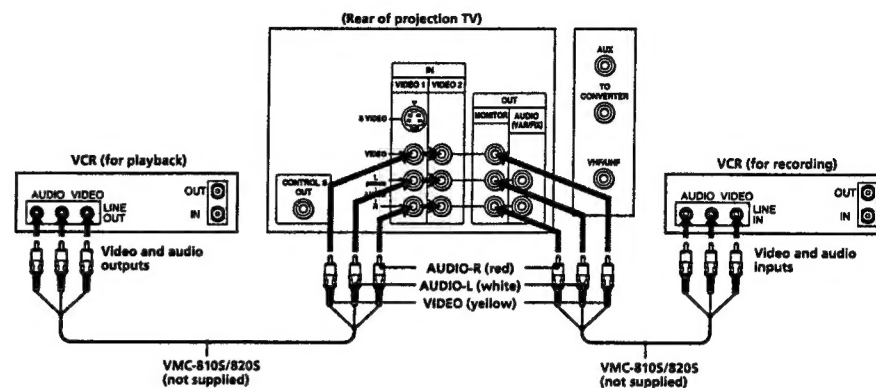 (Rear of projection TV)
IN
VIDEO 1 VIDEO 2
S VIDEO
VIDEO
L
R
OUT
MONITOR
AUDIO
(VAR/FIX)
CONTROL S
OUT
AUX
TO
CONVERTER
VHF/UHF
VCR (for playback)
AUDIO VIDEO
LINE
OUT
OUT
IN
Video and audio
outputs
VCR (for recording)
AUDIO VIDEO
LINE
IN
OUT
IN
Video and audio
inputs
AUDIO-R (red)
AUDIO-L (white)
VIDEO (yellow)
VMC-810S/820S
(not supplied)
VMC-810S/820S
(not supplied)